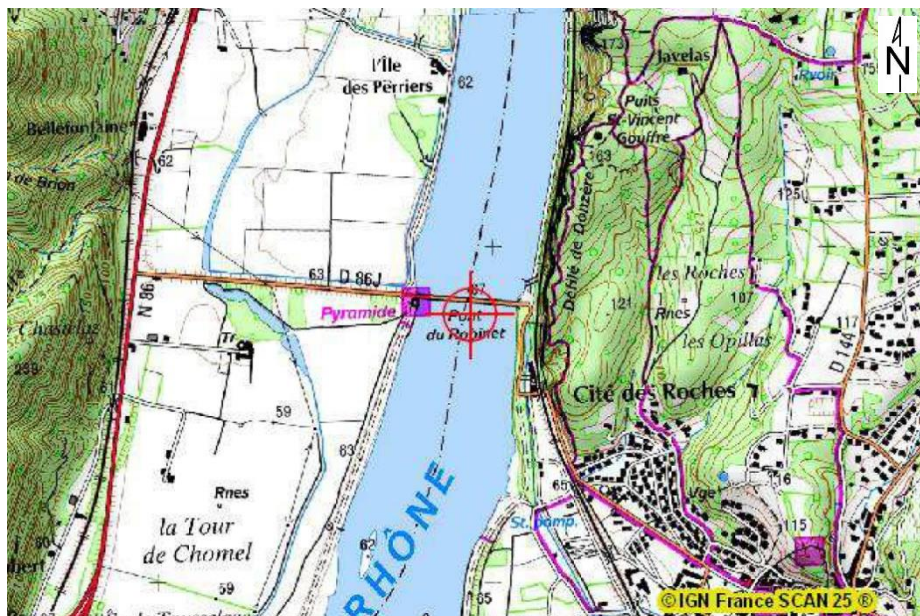 N
173
Javelas
l'Île
des Perriers
62
Rvoir
Puits
St-Vincent
Gouffre
Bellefontaine
62
163
de Brion
125
Défilé de Donzère
63
D 86J
67
les Roches
N 86
121
107
Pyramide
Pont
du Robinet
Rnes
les Opillas
117
D 144
Cité des Roches
59
63
65
116
Rnes
Vge
St. pomp.
la Tour
de Chomel
115
RHÔNE
62
59
65
©IGN France SCAN 25 ®